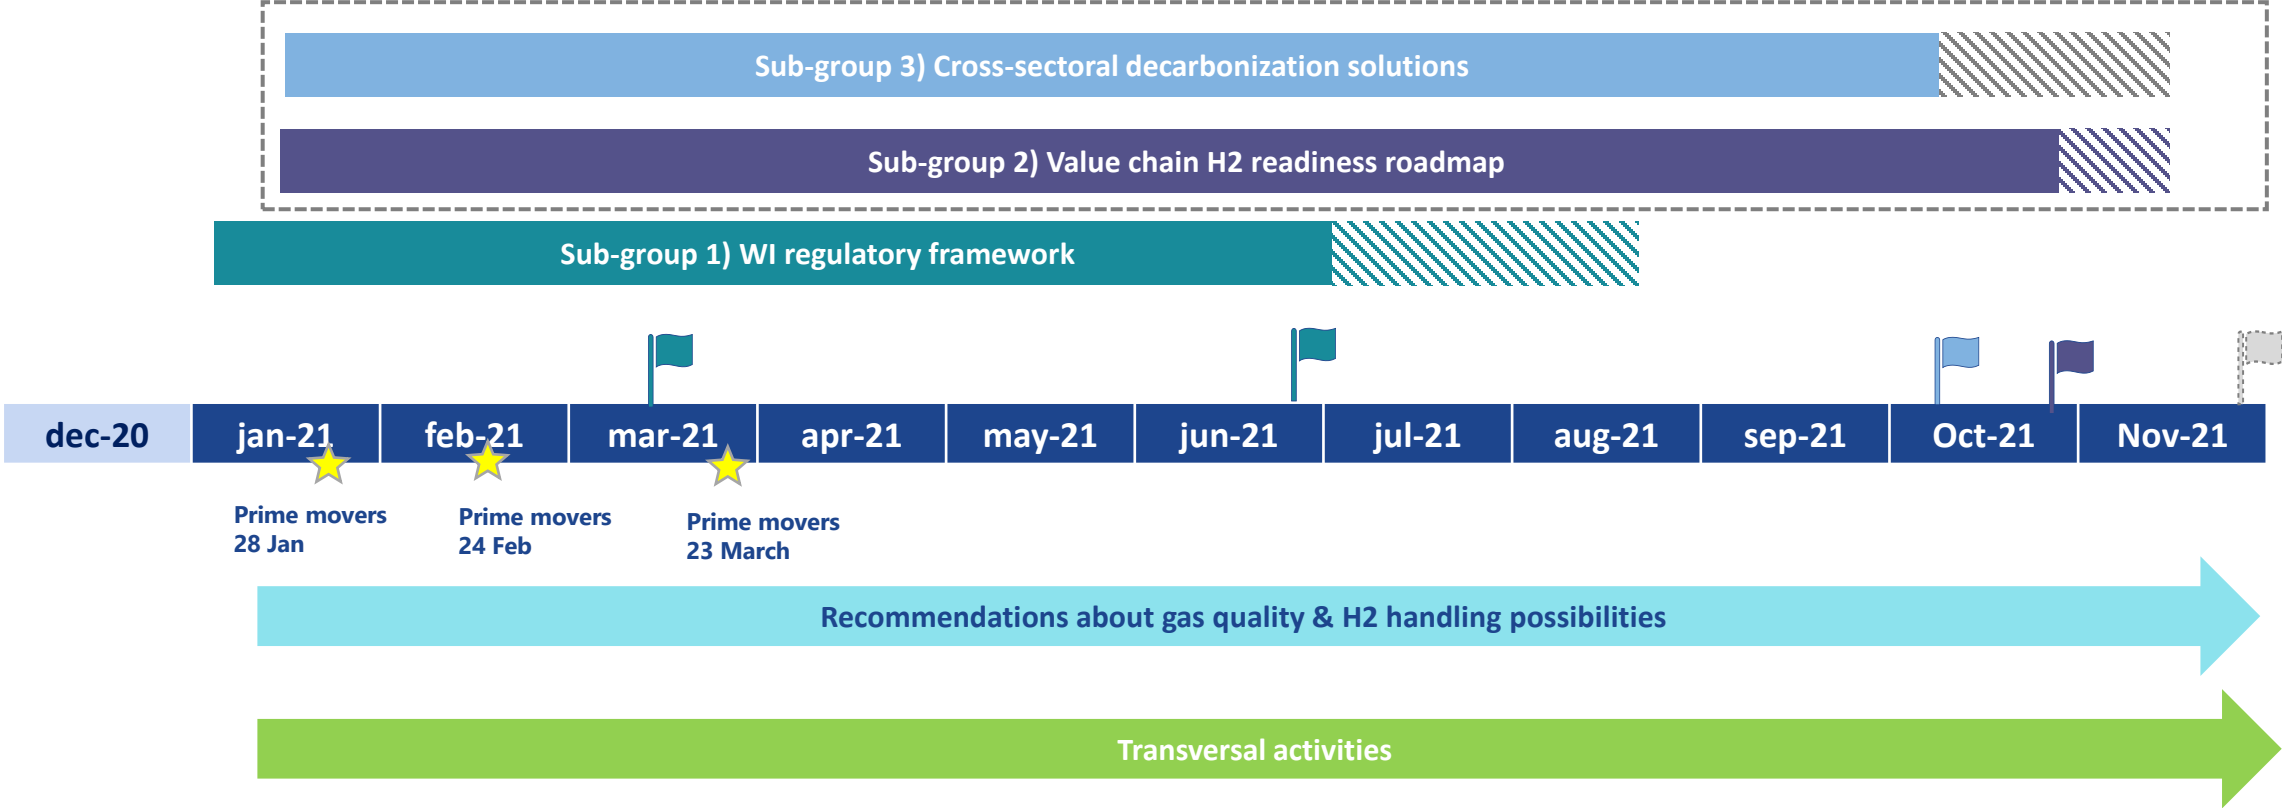 Sub-group 3) Cross-sectoral decarbonization solutions
Sub-group 2) Value chain H2 readiness roadmap
Sub-group 1) WI regulatory framework
dec-20 jan-21 feb-21 mar-21 apr-21 may-21 jun-21 jul-21 aug-21 sep-21 Oct-21 Nov-21
Prime movers
28 Jan
Prime movers
24 Feb
Prime movers
23 March
Recommendations about gas quality & H2 handling possibilities
Transversal activities